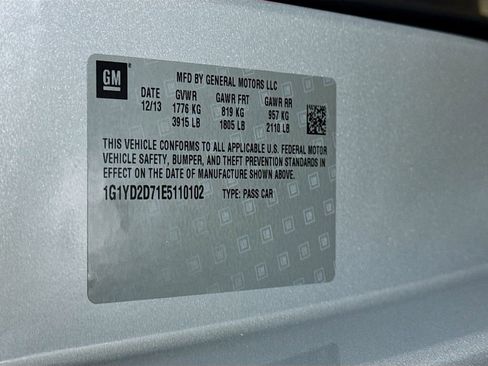 GM
MFD BY GENERAL MOTORS LLC
DATE GVWR GAWR FRT GAWR RR
12/13 1776 KG 819 KG 957 KG
3915 LB 1805 LB 2110 LB
THIS VEHICLE CONFORMS TO ALL APPLICABLE U.S. FEDERAL MOTOR
VEHICLE SAFETY, BUMPER, AND THEFT PREVENTION STANDARDS IN
EFFECT ON THE DATE OF MANUFACTURE SHOWN ABOVE.
1G1YD2D71E5110102 TYPE: PASS CAR